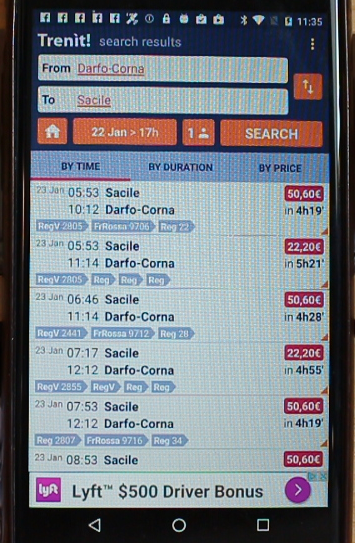 11:35
Trenìt! search results
From Darfo-Corna
To Sacile
22 Jan > 17h
1
SEARCH
BY TIME BY DURATION BY PRICE
23 Jan 05:53 Sacile 50,60€
10:12 Darfo-Corna in 4h19'
RegV 2805 FrRossa 9706 Reg 22
23 Jan 05:53 Sacile 22,20€
11:14 Darfo-Corna in 5h21'
RegV 2805 Reg Reg Reg
23 Jan 06:46 Sacile 50,60€
11:14 Darfo-Corna in 4h28'
RegV 2441 FrRossa 9712 Reg 28
23 Jan 07:17 Sacile 22,20€
12:12 Darfo-Corna in 4h55'
RegV 2855 RegV Reg Reg
23 Jan 07:53 Sacile 50,60€
12:12 Darfo-Corna in 4h19'
Reg 2807 FrRossa 9716 Reg 34
23 Jan 08:53 Sacile 50,60€
lyft Lyft™ $500 Driver Bonus